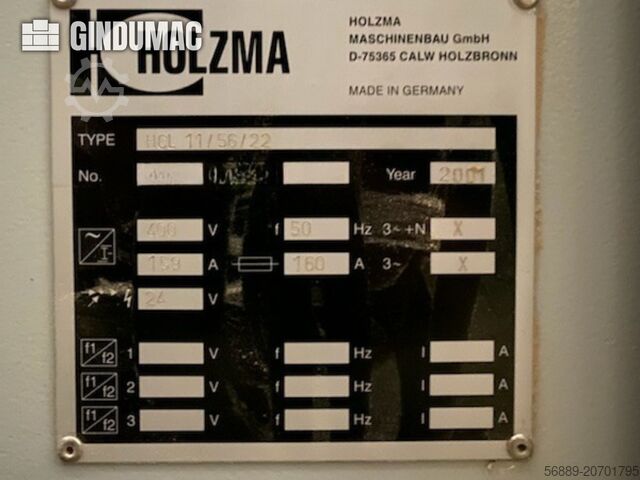 GINDUMAC
HOLZMA
HOLZMA
MASCHINENBAU GmbH
D-75365 CALW HOLZBRONN
MADE IN GERMANY
TYPE HCL 11/56/22
No. Year 2001
400 V f 50 Hz 3~ +N X
A 160 A 3~ X
24 V
f1/f2 1 V f Hz I A
f1/f2 2 V f Hz I A
f1/f2 3 V f Hz I A
56889-20701795